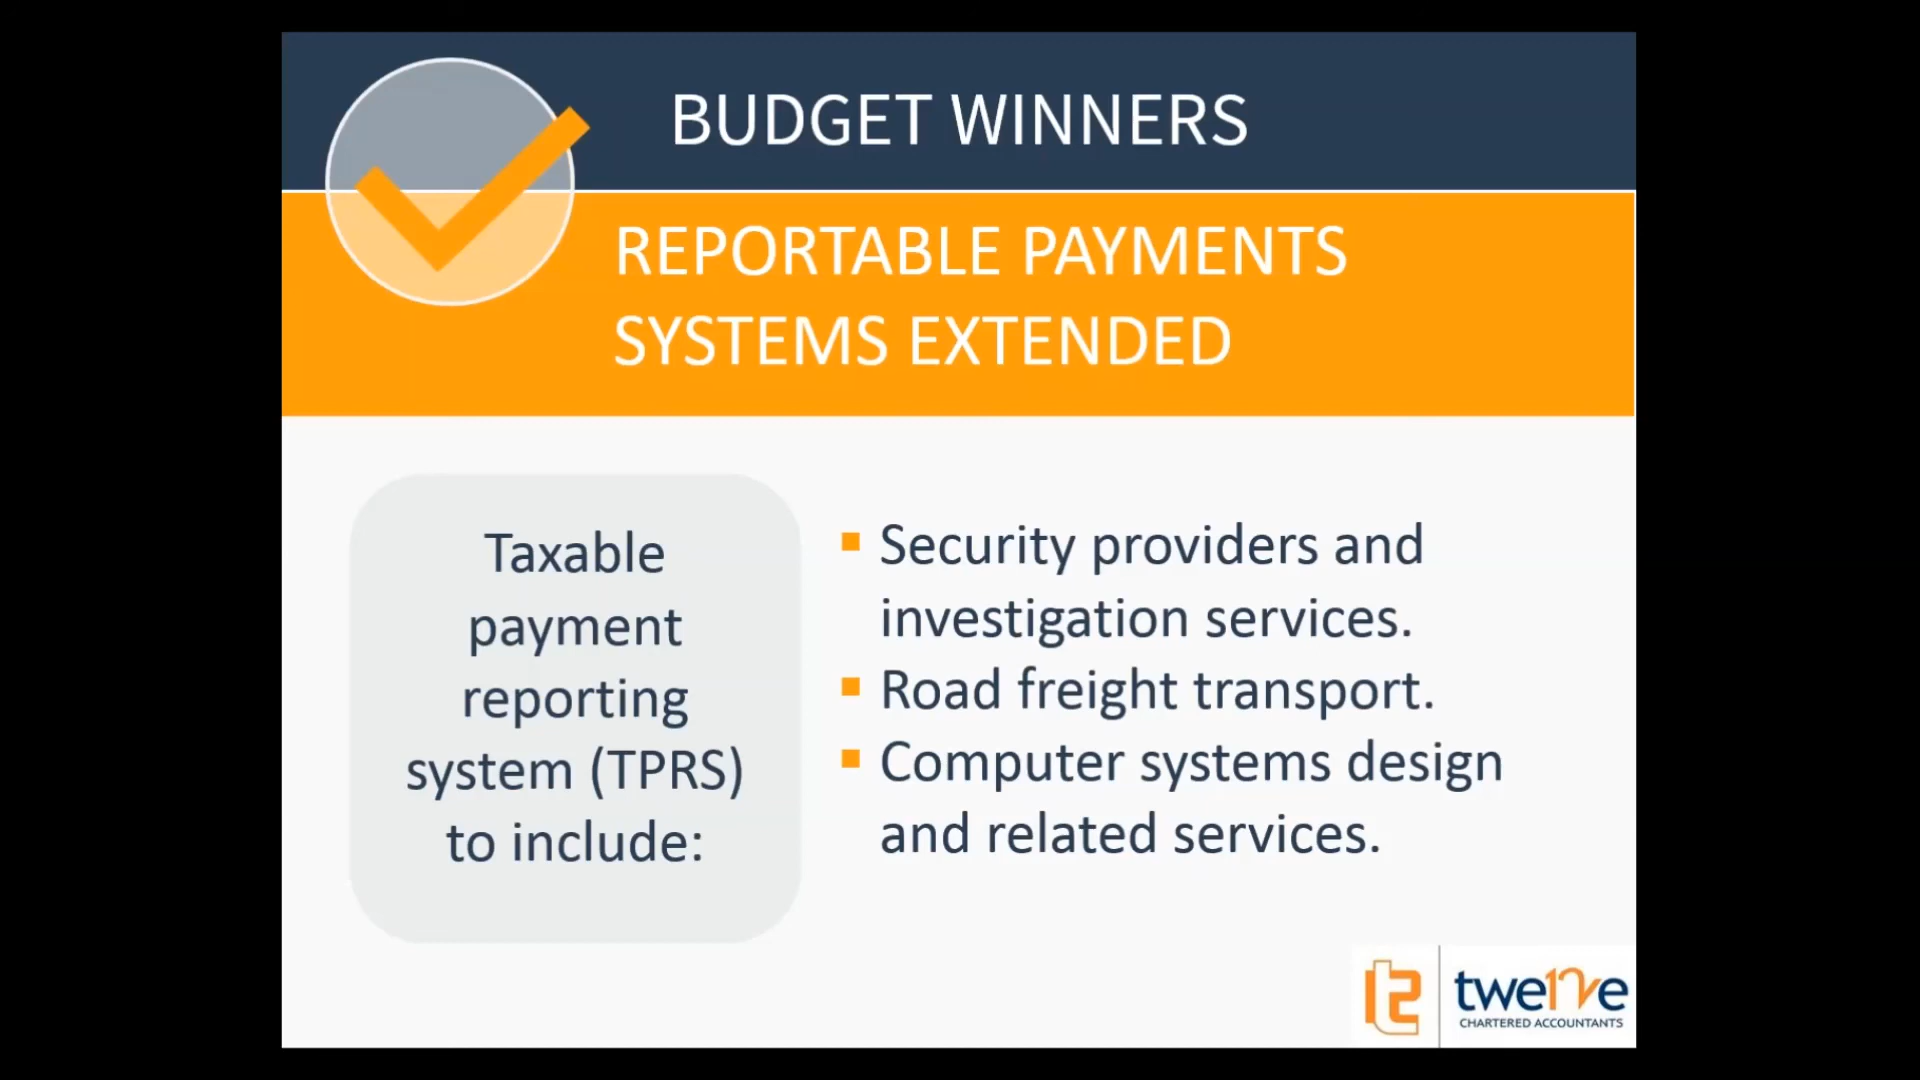 BUDGET WINNERS
REPORTABLE PAYMENTS
SYSTEMS EXTENDED
Taxable
payment
reporting
system (TPRS)
to include:
▪ Security providers and
investigation services.
▪ Road freight transport.
▪ Computer systems design
and related services.
twe12ve
CHARTERED ACCOUNTANTS